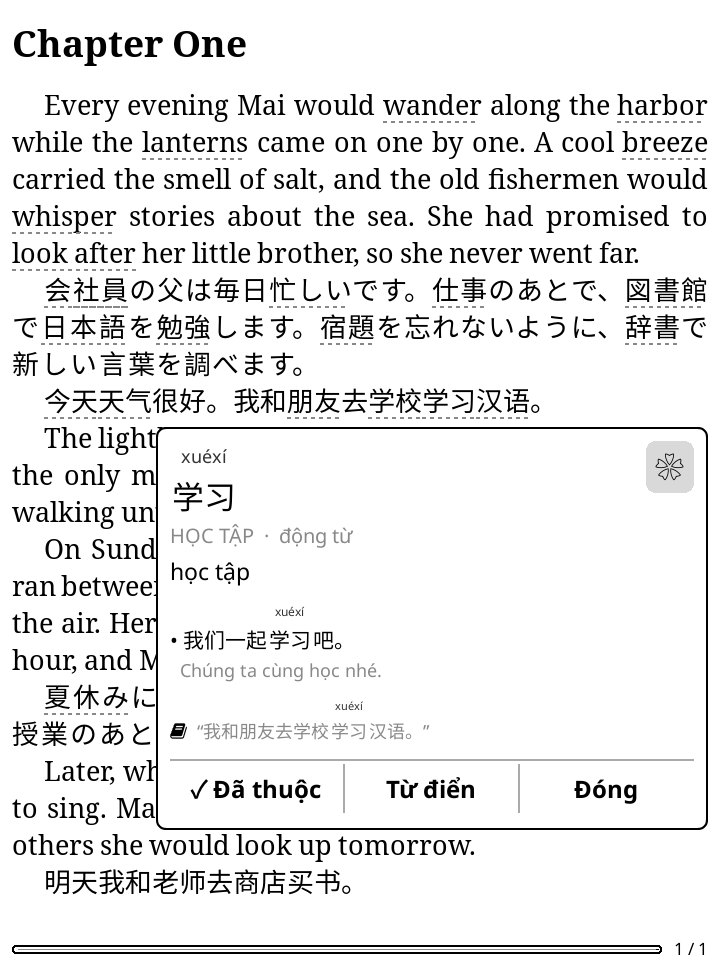 Chapter One
Every evening Mai would wander along the harbor
while the lanterns came on one by one. A cool breeze
carried the smell of salt, and the old fishermen would
whisper stories about the sea. She had promised to
look after her little brother, so she never went far.
会社員の父は毎日忙しいです。仕事のあとで、図書館
で日本語を勉強します。宿題を忘れないように、辞書で
新しい言葉を調べます。
今天天气很好。我和朋友去学校学习汉语。
The
the only
walking
On
ran
the air. Her
hour, and
夏休みに
授業のあと
Later,
to sing.
others she would look up tomorrow.
明天我和老师去商店买书。
xuéxí
学习
HỌC TẬP · động từ
học tập
xuéxí
• 我们一起学习吧。
Chúng ta cùng học nhé.
xuéxí
“我和朋友去学校学习汉语。”
✓ Đã thuộc
Từ điển
Đóng
1 / 1